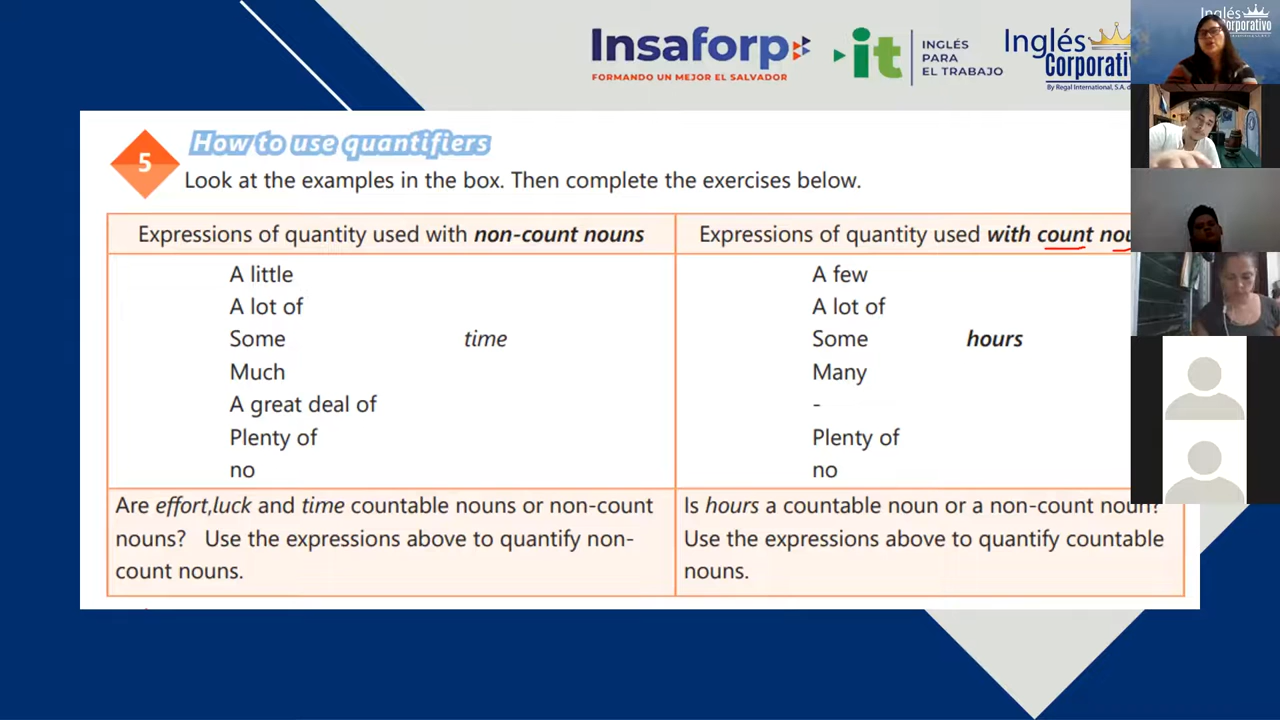 Insaforp
FORMANDO UN MEJOR EL SALVADOR
it
INGLÉS
PARA
EL TRABAJO
Inglés
Corporativ
By Regal International, S.A. d
Inglés
Corporativo
5
How to use quantifiers
Look at the examples in the box. Then complete the exercises below.
Expressions of quantity used with non-count nouns
A little
A lot of
Some time
Much
A great deal of
Plenty of
no
Are effort,luck and time countable nouns or non-count
nouns? Use the expressions above to quantify non-
count nouns.
Expressions of quantity used with count nou
A few
A lot of
Some hours
Many
-
Plenty of
no
Is hours a countable noun or a non-count noun?
Use the expressions above to quantify countable
nouns.